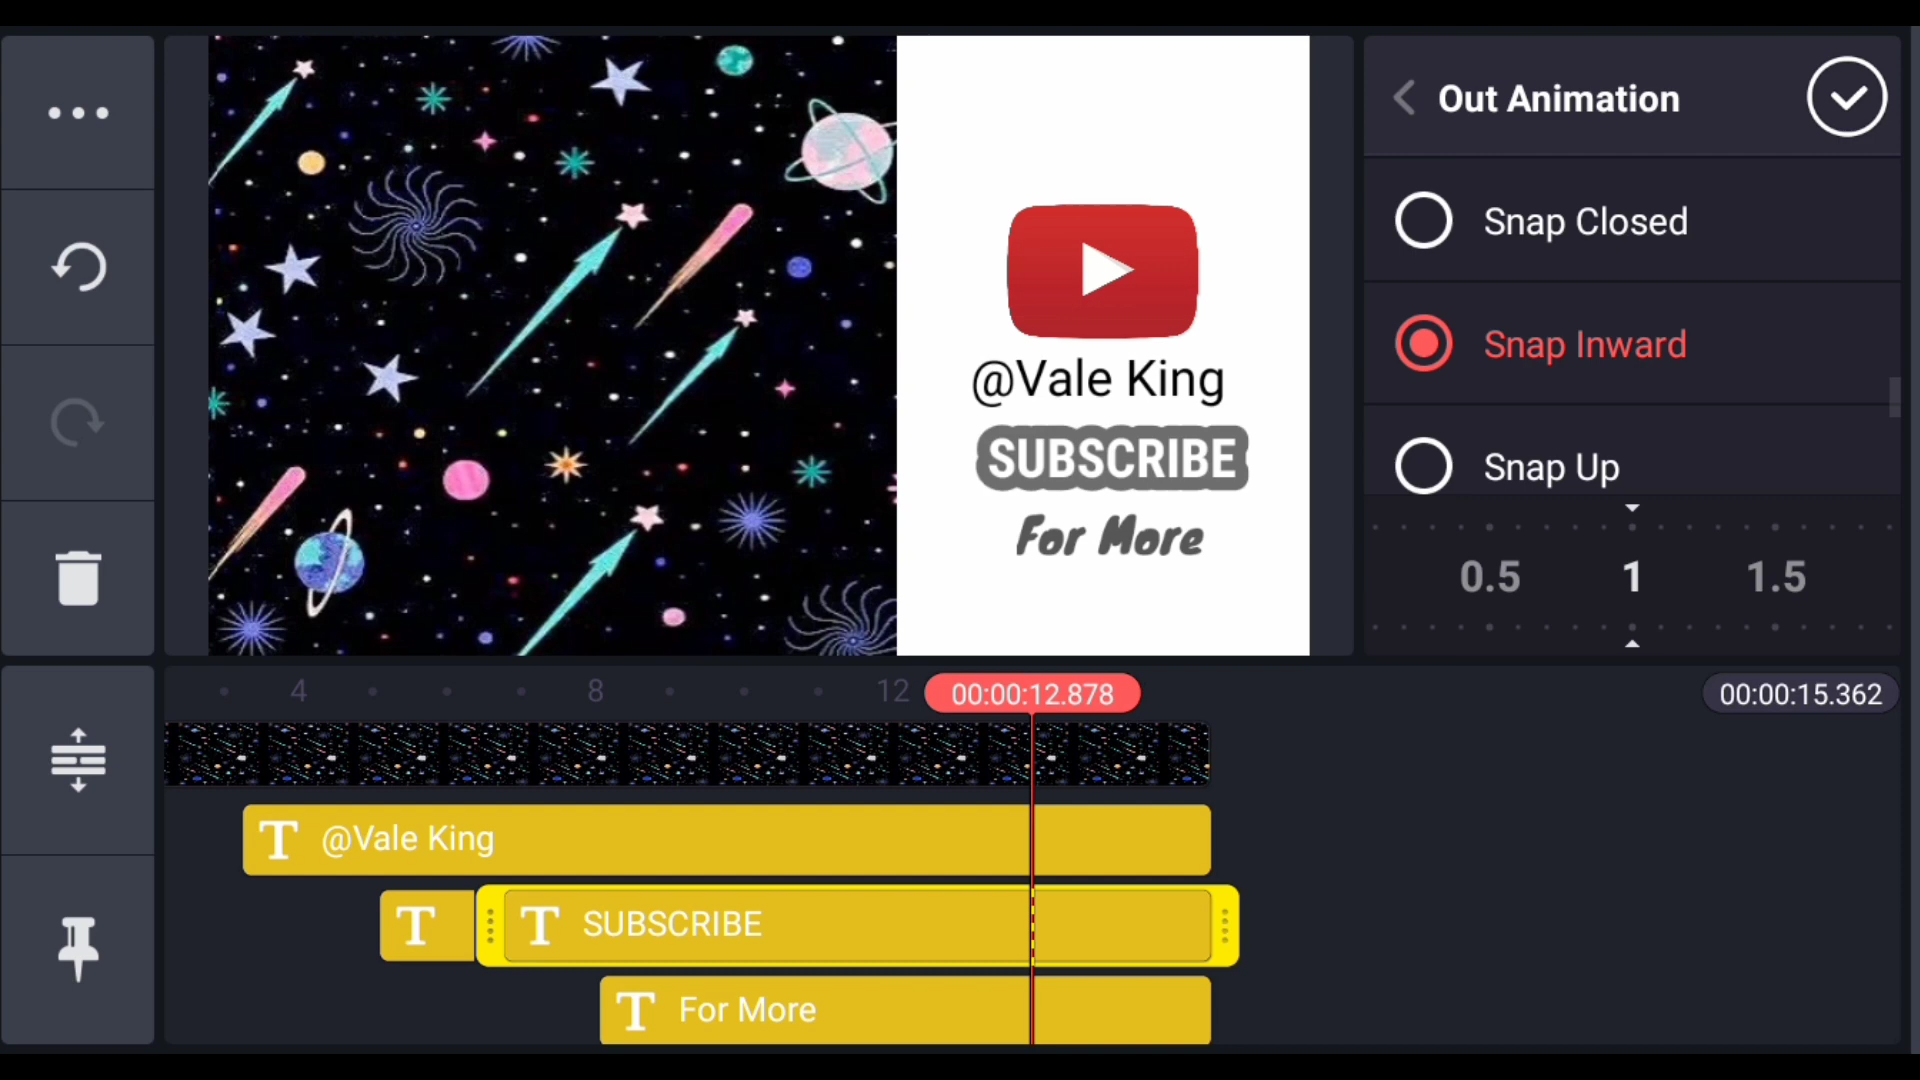 Out Animation
Snap Closed
Snap Inward
Snap Up
0.5 1 1.5
@Vale King
SUBSCRIBE
For More
4 8 12 00:00:12.878 00:00:15.362
T @Vale King
T T SUBSCRIBE
T For More